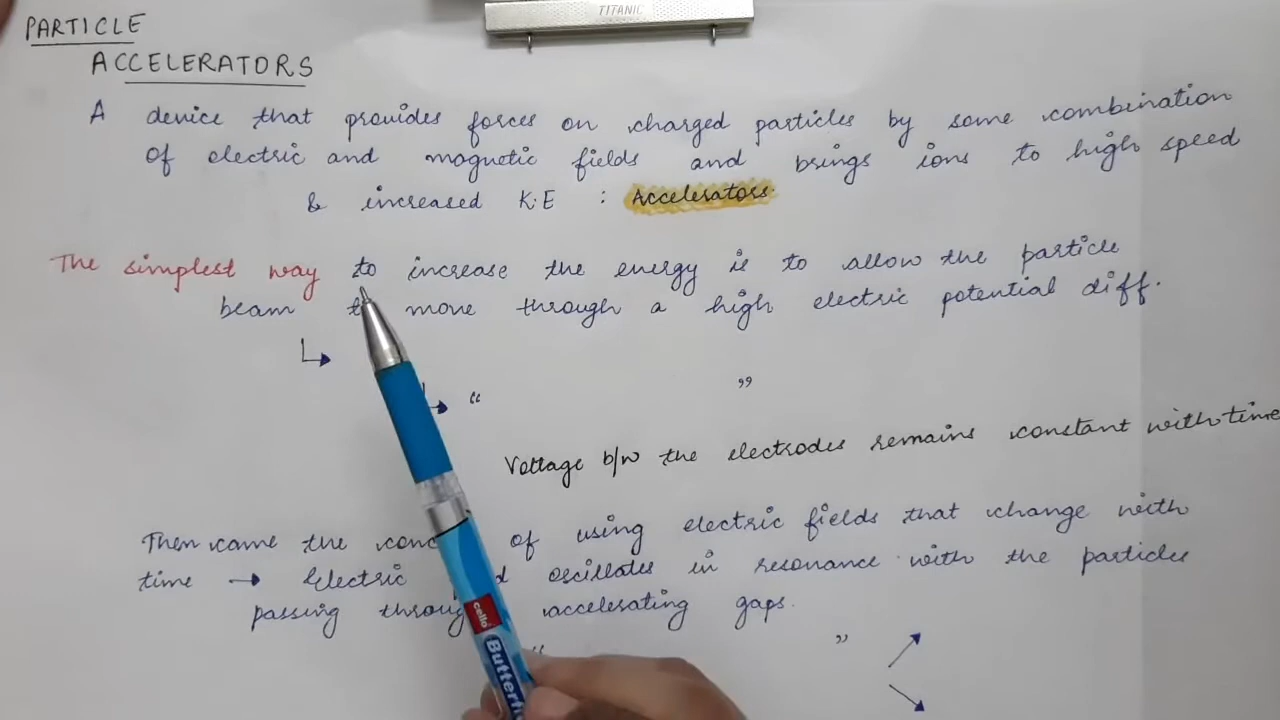 TITANIC
PARTICLE
ACCELERATORS
A device that provides forces on charged particles by some combination
of electric and magnetic fields and brings ions to high speed
& increased K.E : Accelerators.
The simplest way to increase the energy is to allow the particle
beam to move through a high electric potential diff.
“ ”
Voltage b/w the electrodes remains constant with time
Then came the of using electric fields that change with
time → Electric oscillates in resonance with the particles
passing accelerating gaps.
“ ”
cello